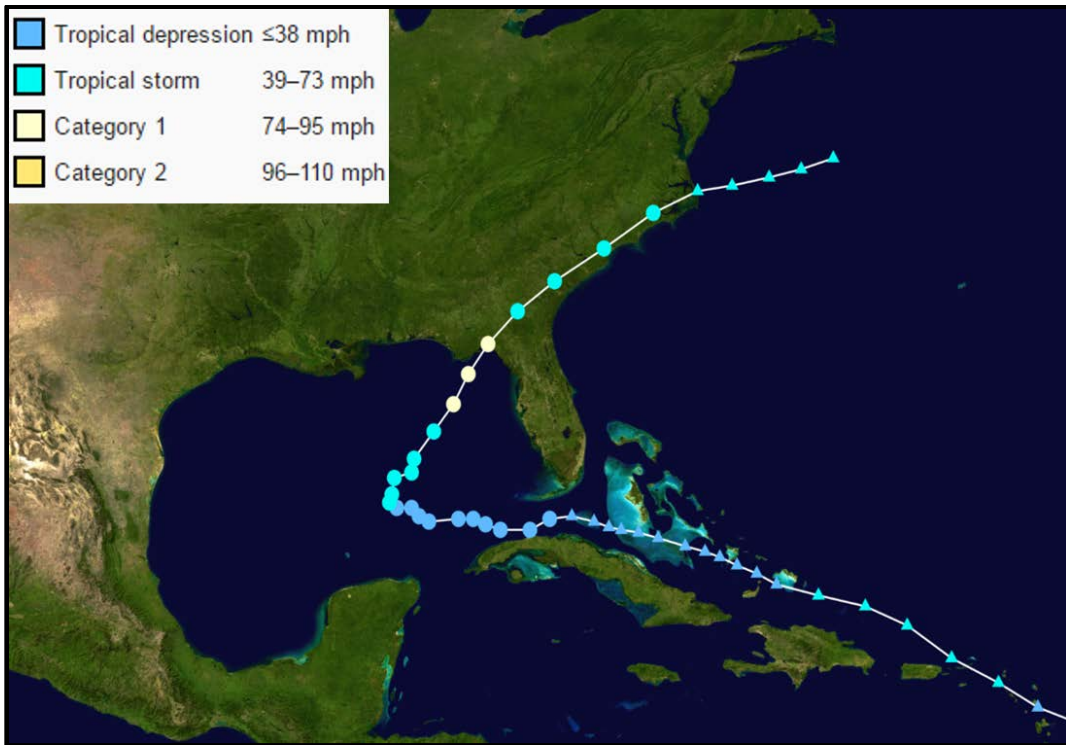 Tropical depression ≤38 mph
Tropical storm 39–73 mph
Category 1 74–95 mph
Category 2 96–110 mph